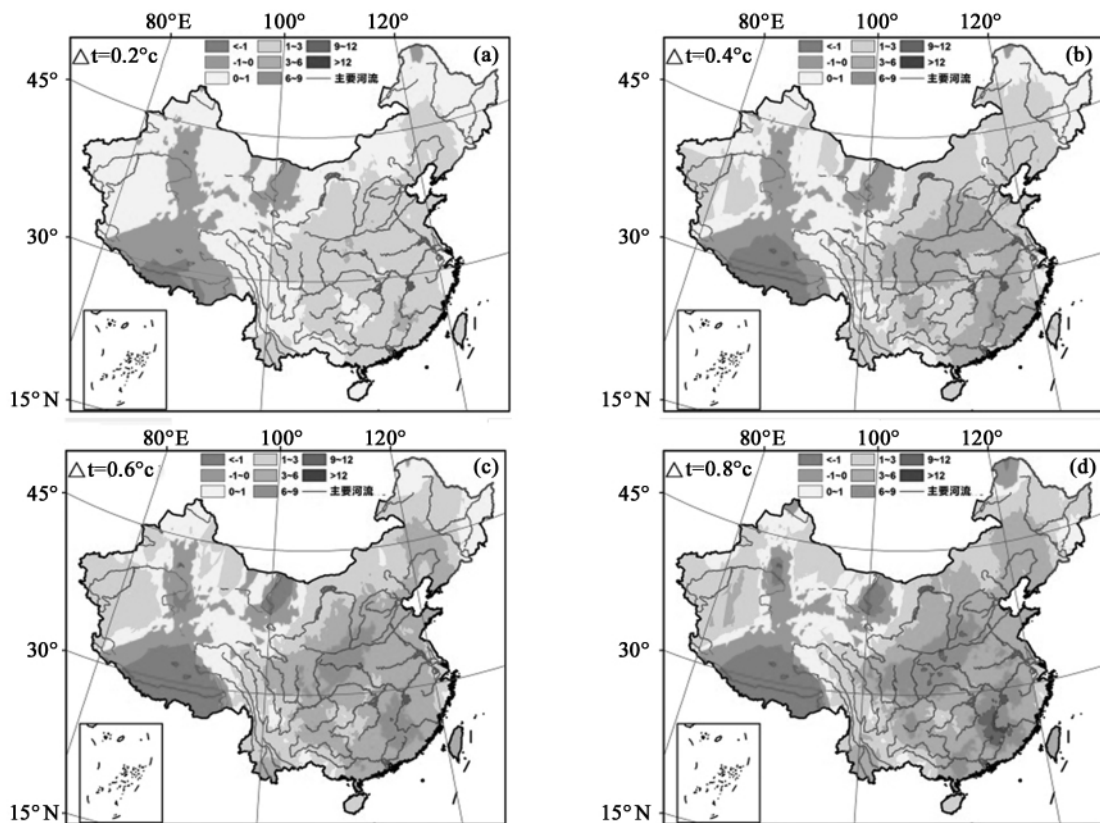 80°E 100° 120° 80°E 100° 120°
△t=0.2°c <-1 1~3 9~12 (a) △t=0.4°c <-1 1~3 9~12 (b)
-1~0 3~6 >12 -1~0 3~6 >12
45° 0~1 6~9 主要河流 45° 0~1 6~9 主要河流
30° 30°
15°N 15°N
80°E 100° 120° 80°E 100° 120°
△t=0.6°c <-1 1~3 9~12 (c) △t=0.8°c <-1 1~3 9~12 (d)
-1~0 3~6 >12 -1~0 3~6 >12
45° 0~1 6~9 主要河流 45° 0~1 6~9 主要河流
30° 30°
15°N 15°N